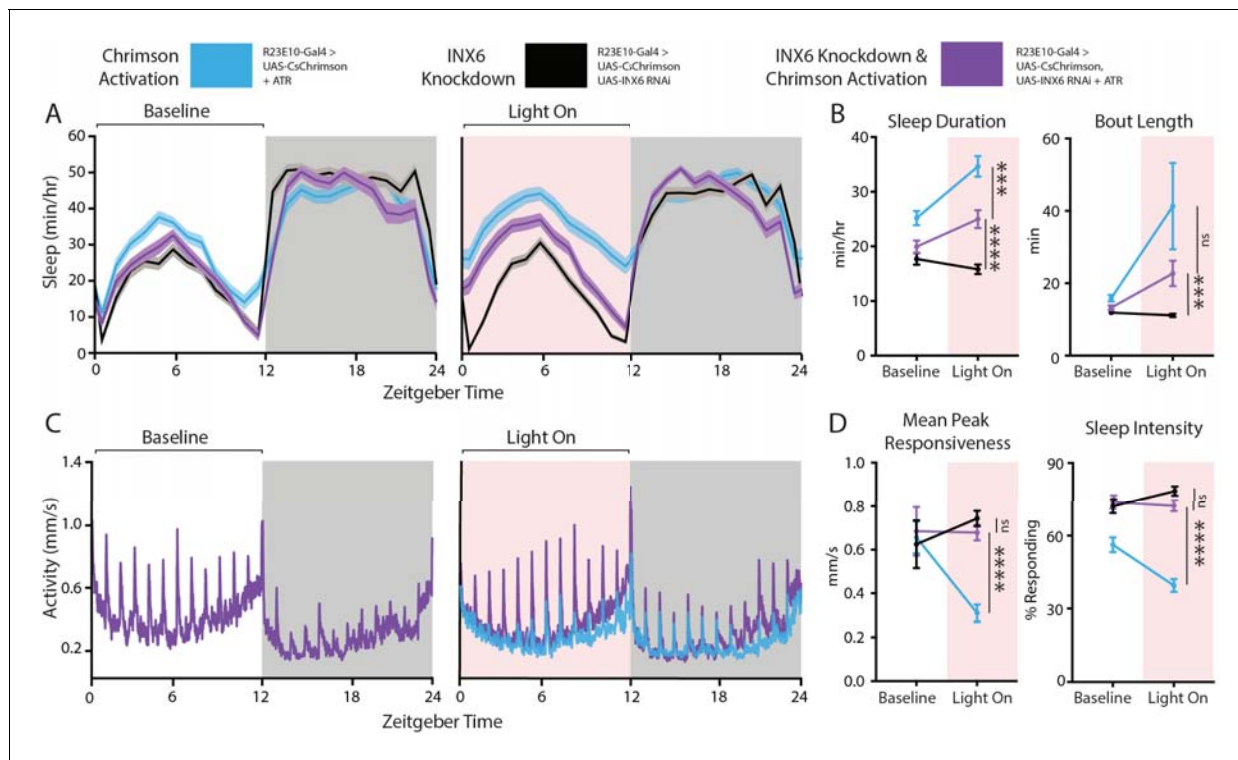 Chrimson
Activation
R23E10-Gal4 >
UAS-CsChrimson
+ ATR
INX6
Knockdown
R23E10-Gal4 >
UAS-CsChrimson
UAS-INX6 RNAi
INX6 Knockdown &
Chrimson Activation
R23E10-Gal4 >
UAS-CsChrimson,
UAS-INX6 RNAi + ATR
A
Baseline
Light On
Sleep (min/hr)
60
50
40
30
20
10
0
0 6 12 18 24
0 6 12 18 24
Zeitgeber Time
B
Sleep Duration
min/hr
40
30
20
10
0
***
****
Baseline Light On
Bout Length
min
60
40
20
0
ns
***
Baseline Light On
C
Baseline
Light On
Activity (mm/s)
1.4
1.0
0.6
0.2
0 6 12 18 24
0 6 12 18 24
Zeitgeber Time
D
Mean Peak
Responsiveness
mm/s
1.0
0.8
0.6
0.4
0.2
0.0
ns
****
Baseline Light On
Sleep Intensity
% Responding
90
60
30
0
ns
****
Baseline Light On